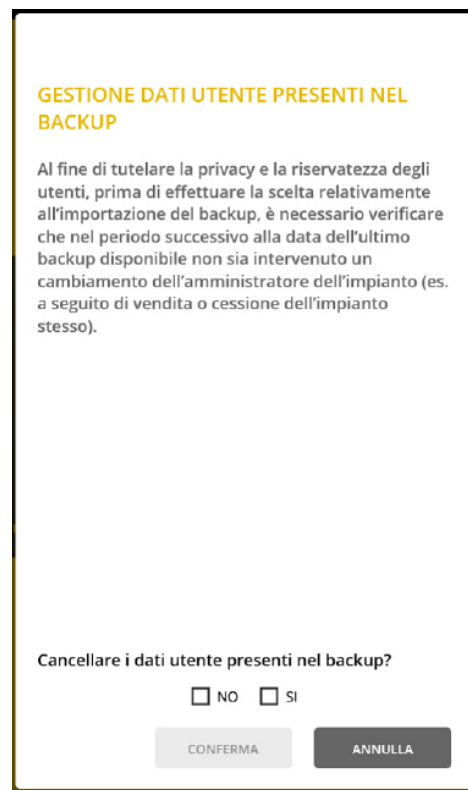 GESTIONE DATI UTENTE PRESENTI NEL
BACKUP
Al fine di tutelare la privacy e la riservatezza degli
utenti, prima di effettuare la scelta relativamente
all'importazione del backup, è necessario verificare
che nel periodo successivo alla data dell'ultimo
backup disponibile non sia intervenuto un
cambiamento dell'amministratore dell'impianto (es.
a seguito di vendita o cessione dell'impianto
stesso).
Cancellare i dati utente presenti nel backup?
NO SI
CONFERMA ANNULLA